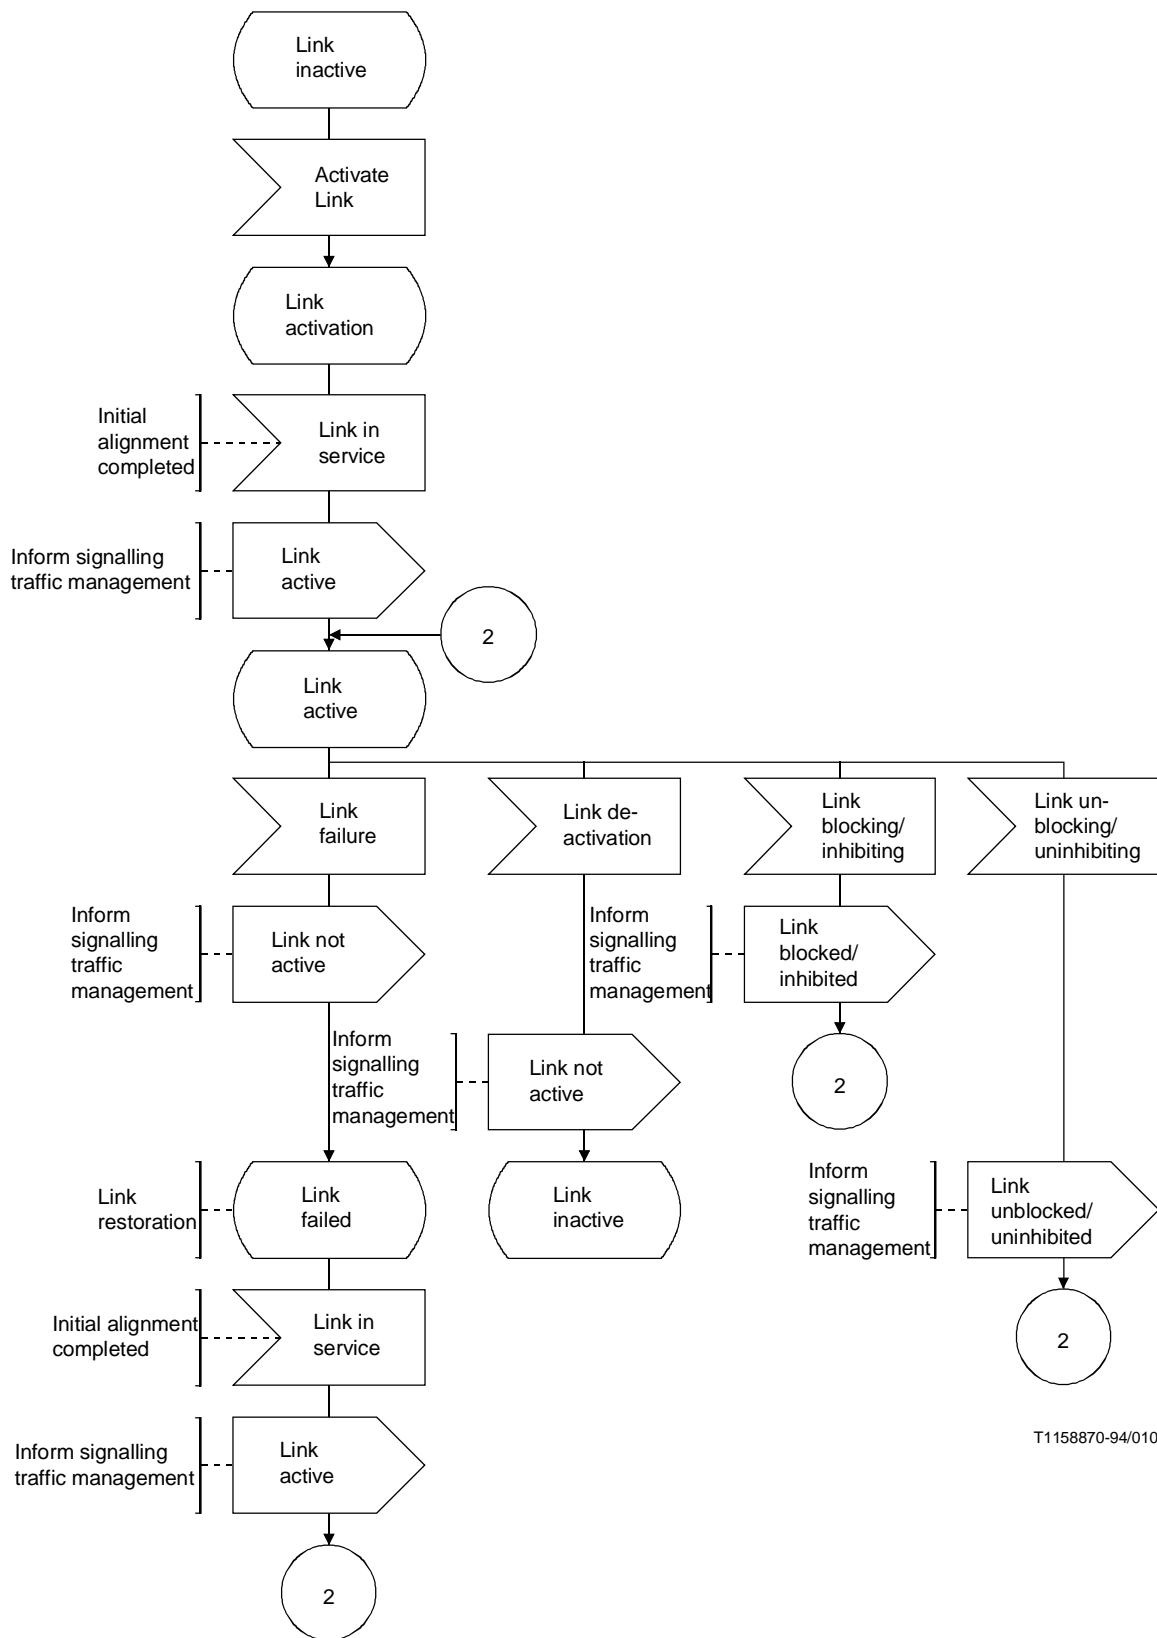 Link
inactive
Activate
Link
Link
activation
Initial
alignment
completed
Link in
service
Inform signalling
traffic management
Link
active
2
Link
active
Link
failure
Link de-
activation
Link
blocking/
inhibiting
Link un-
blocking/
uninhibiting
Inform
signalling
traffic
management
Link not
active
Inform
signalling
traffic
management
Link
blocked/
inhibited
Inform
signalling
traffic
management
Link not
active
2
Link
restoration
Link
failed
Link
inactive
Inform
signalling
traffic
management
Link
unblocked/
uninhibited
Initial alignment
completed
Link in
service
2
Inform signalling
traffic management
Link
active
T1158870-94/010
2